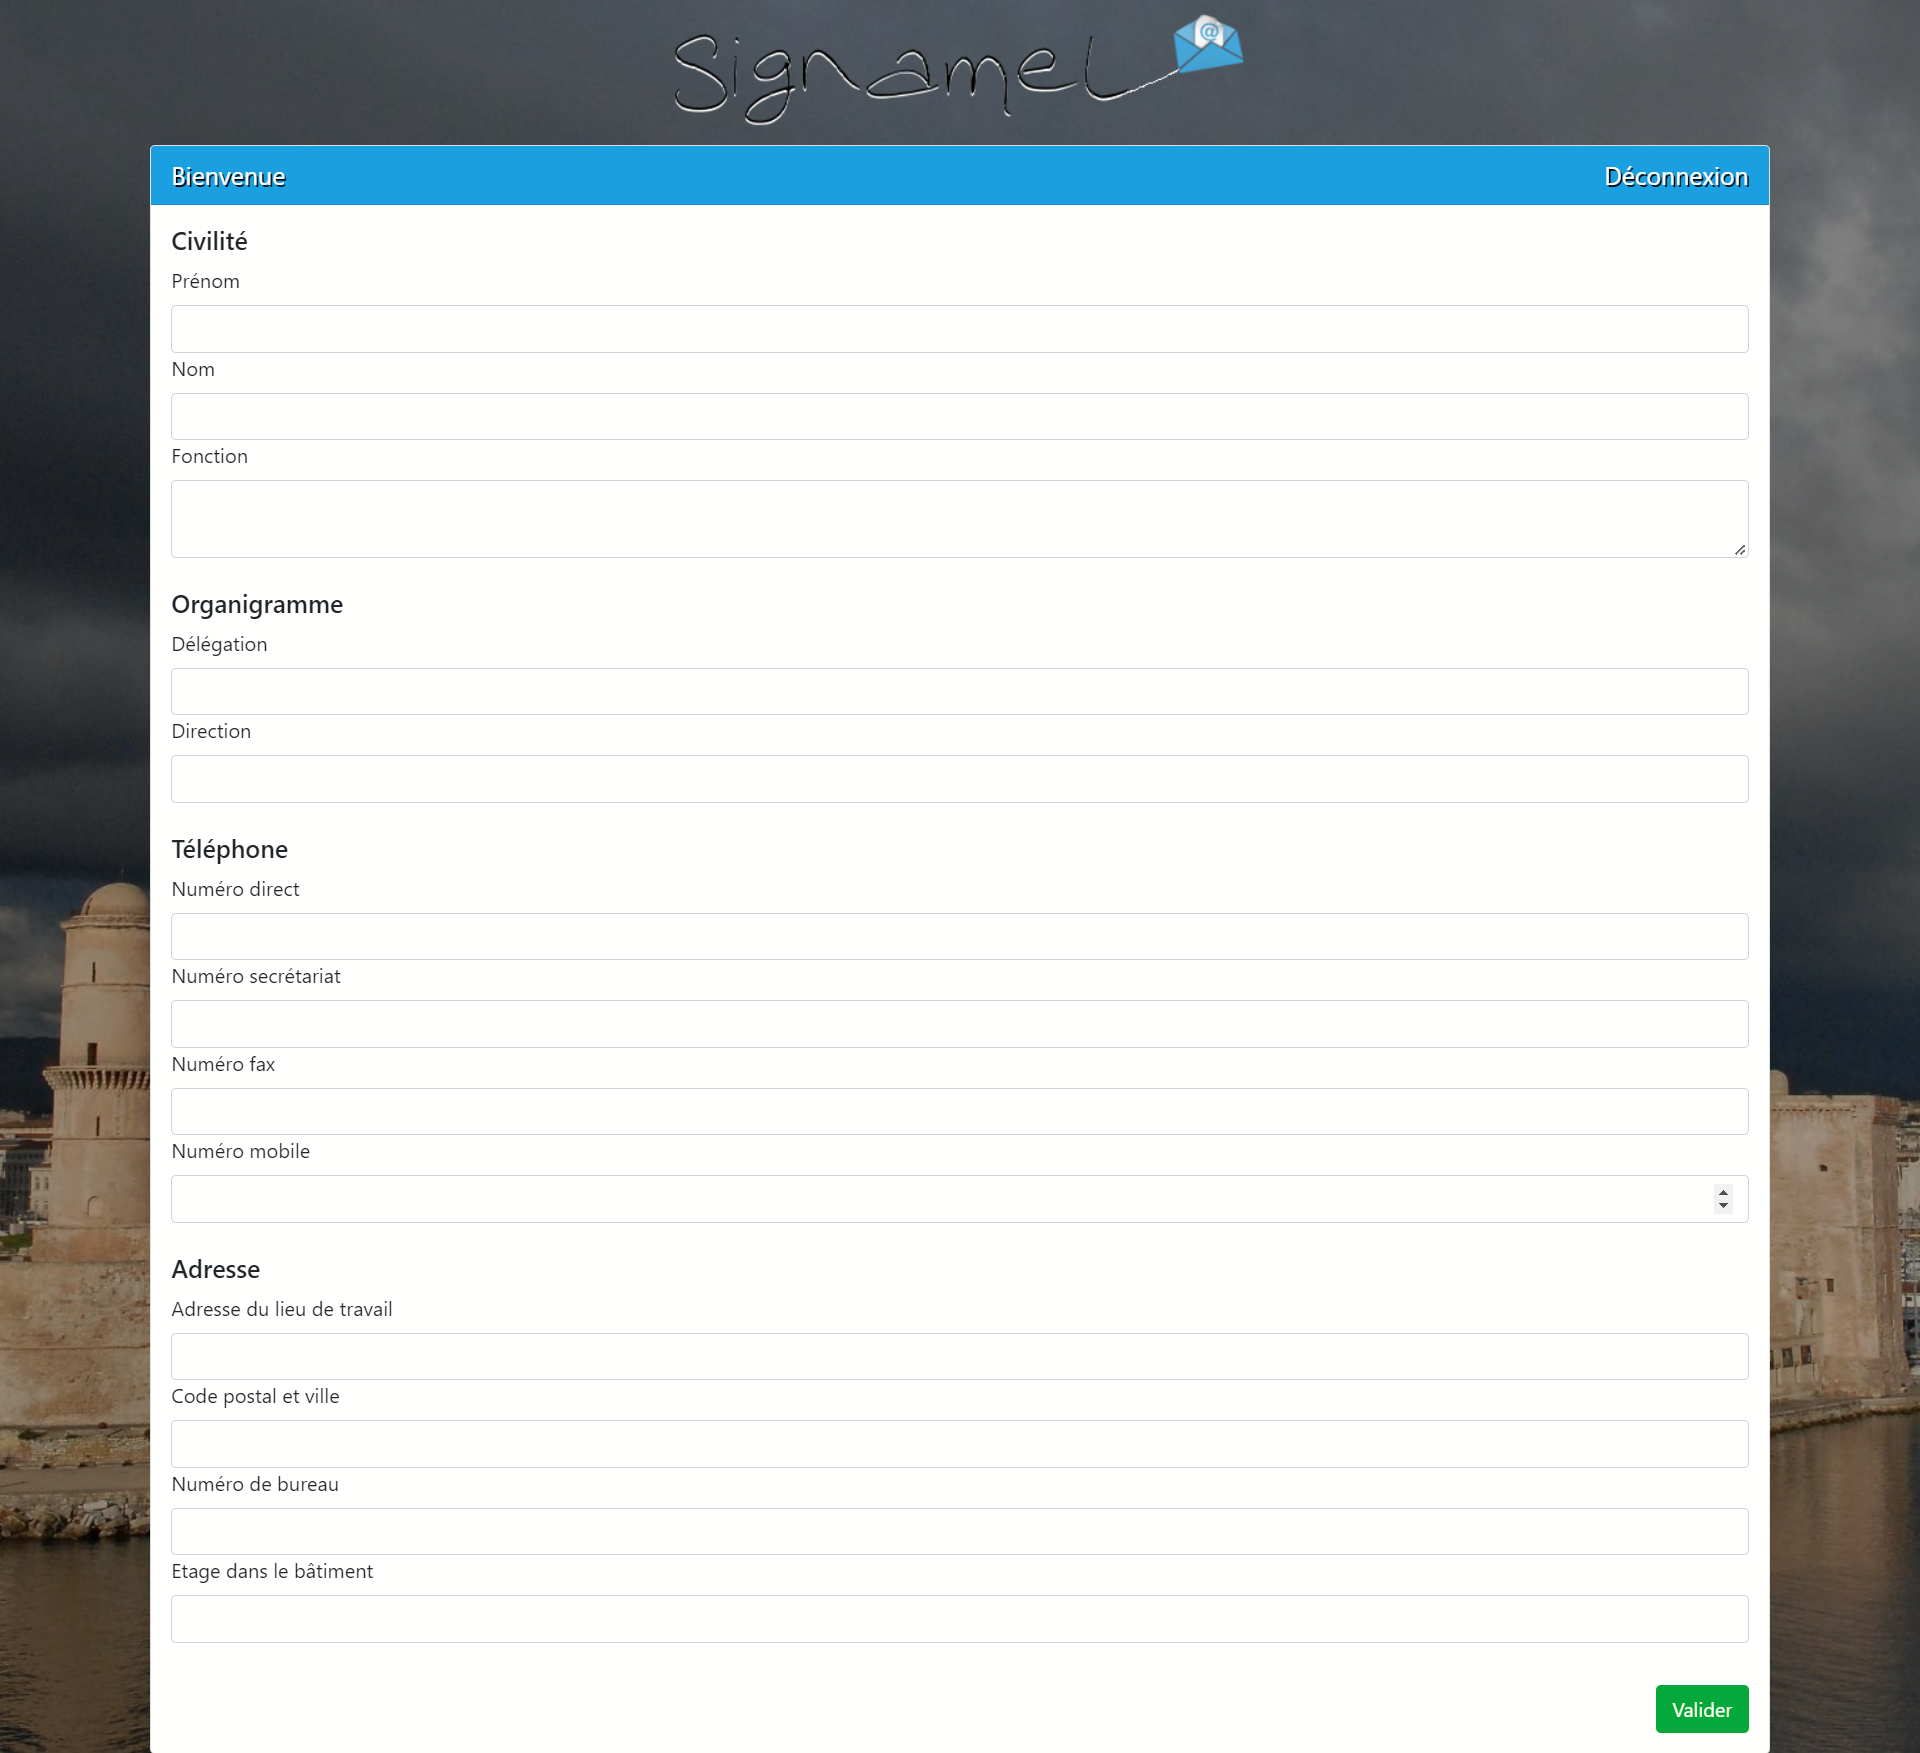 Signamel
@
Bienvenue
Déconnexion
Civilité
Prénom
Nom
Fonction
Organigramme
Délégation
Direction
Téléphone
Numéro direct
Numéro secrétariat
Numéro fax
Numéro mobile
Adresse
Adresse du lieu de travail
Code postal et ville
Numéro de bureau
Etage dans le bâtiment
Valider